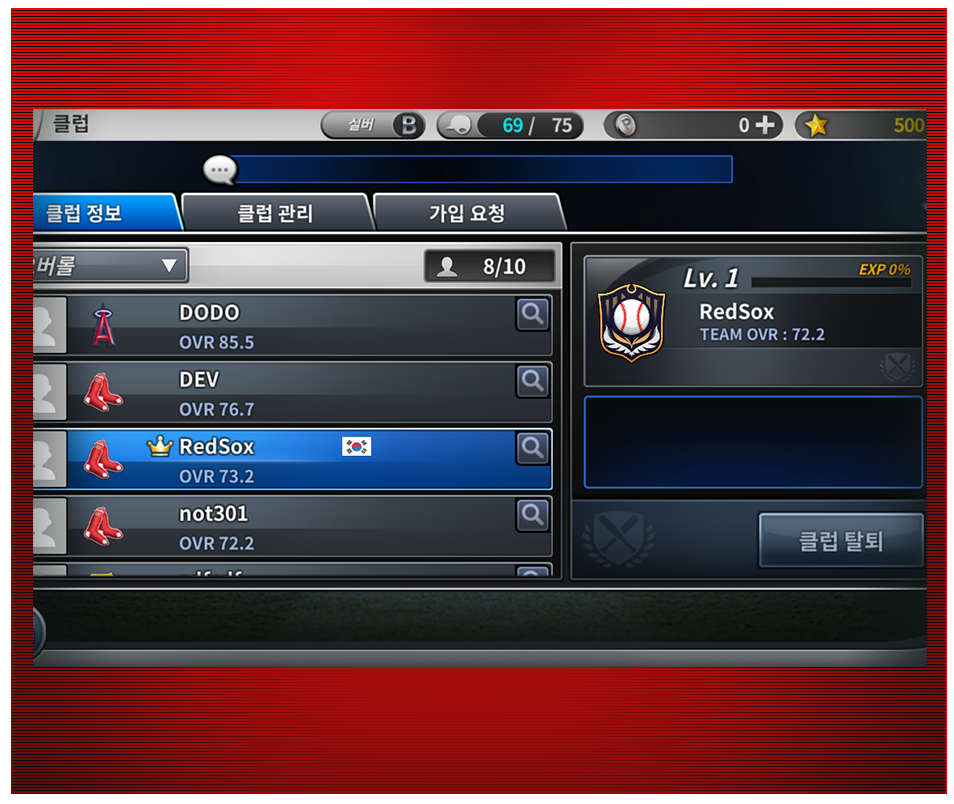 클럽
실버 B 69 / 75 0 + 500
클럽 정보 클럽 관리 가입 요청
버롤 8/10
DODO
OVR 85.5
DEV
OVR 76.7
RedSox
OVR 73.2
not301
OVR 72.2
Lv. 1 EXP 0%
RedSox
TEAM OVR : 72.2
클럽 탈퇴